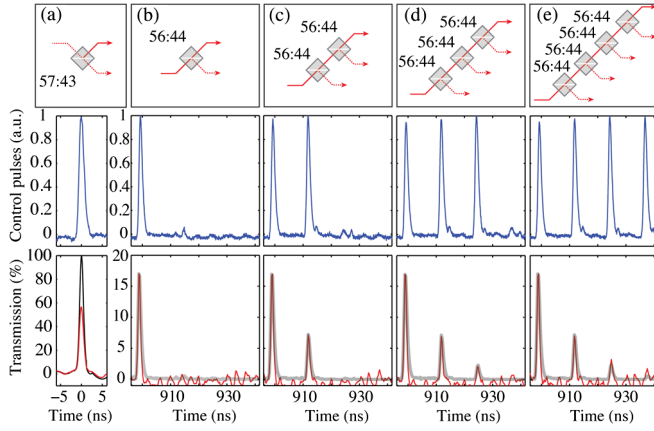 (a)
57:43
(b)
56:44
(c)
56:44
56:44
(d)
56:44
56:44
56:44
(e)
56:44
56:44
56:44
56:44
Control pulses (a.u.)
1
0.8
0.6
0.4
0.2
0
1
0.8
0.6
0.4
0.2
0
Transmission (%)
100
80
60
40
20
0
20
15
10
5
0
−5 0 5
910 930
910 930
910 930
910 930
Time (ns)
Time (ns)
Time (ns)
Time (ns)
Time (ns)